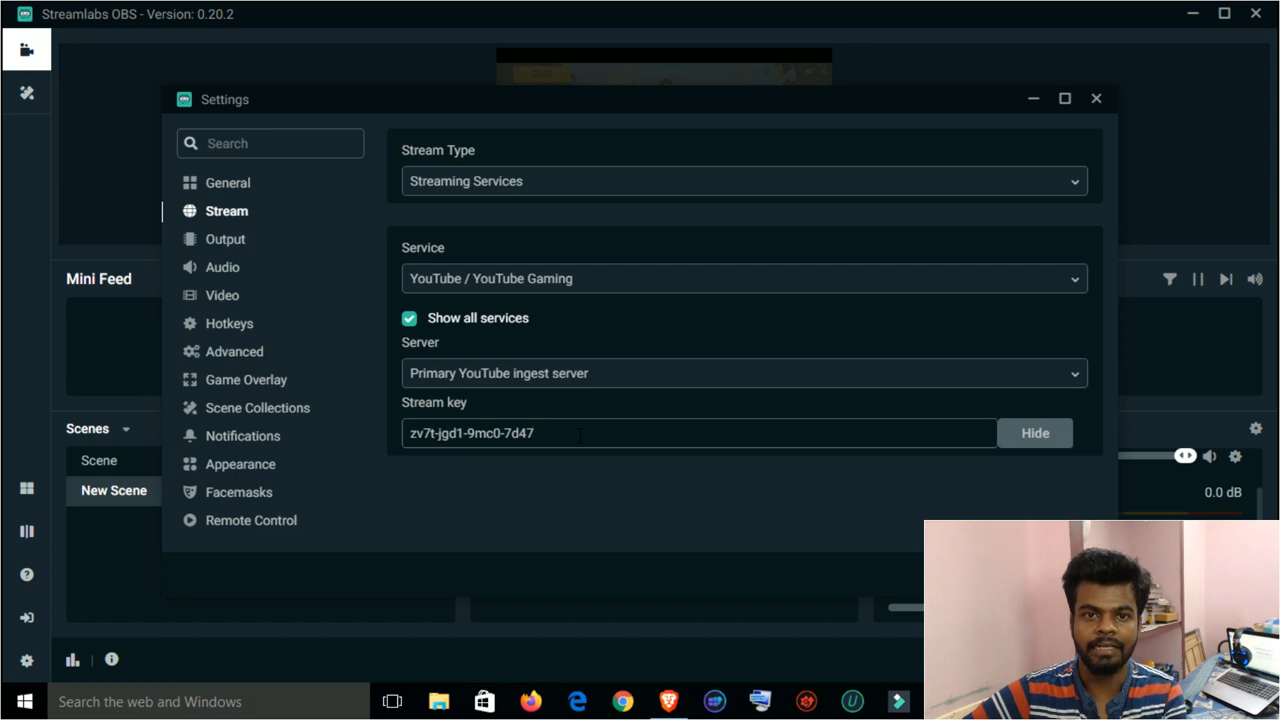 Streamlabs OBS - Version: 0.20.2
Settings
Search
General
Stream
Output
Audio
Video
Hotkeys
Advanced
Game Overlay
Scene Collections
Notifications
Appearance
Facemasks
Remote Control
Stream Type
Streaming Services
Service
YouTube / YouTube Gaming
Show all services
Server
Primary YouTube ingest server
Stream key
zv7t-jgd1-9mc0-7d47
Hide
Mini Feed
Scenes
Scene
New Scene
0.0 dB
Search the web and Windows